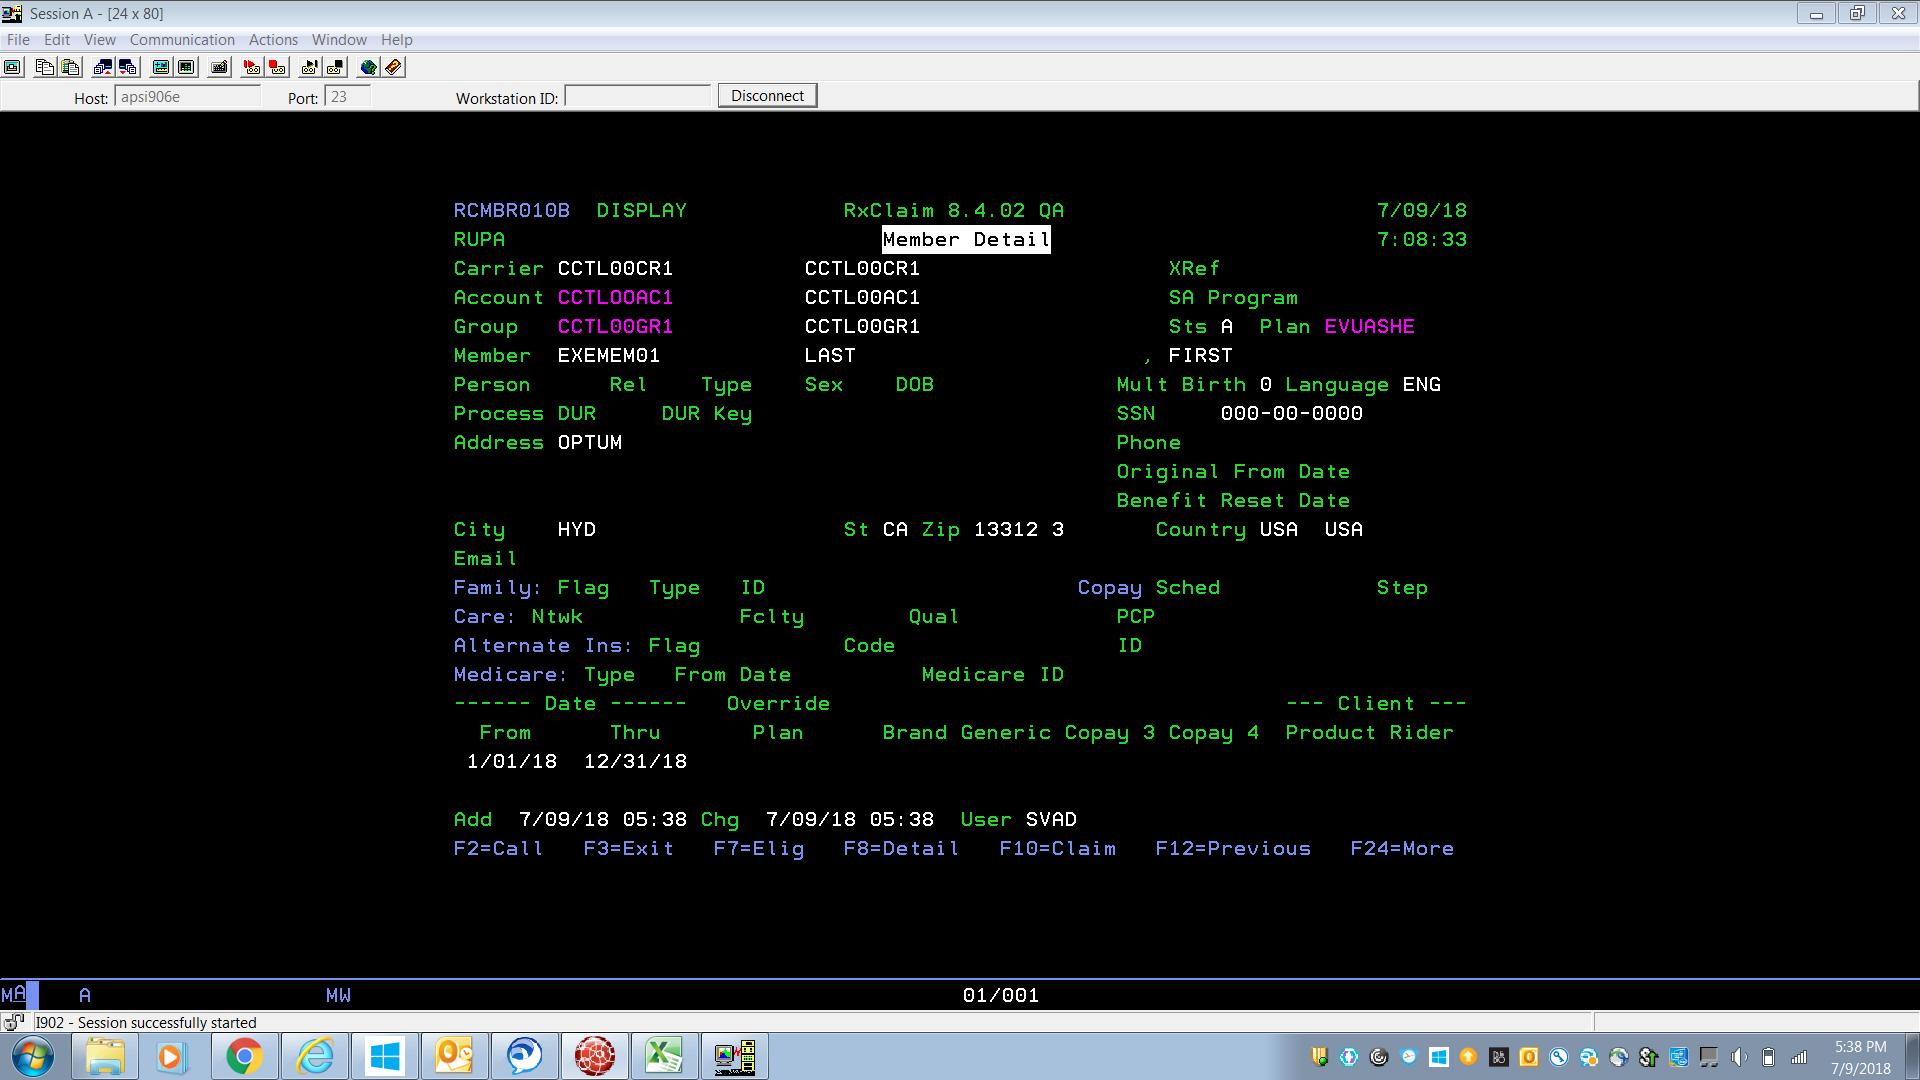 Session A - [24 x 80]
File Edit View Communication Actions Window Help
Host: apsi906e Port: 23 Workstation ID: Disconnect
RCMBR010B DISPLAY RxClaim 8.4.02 QA 7/09/18
RUPA Member Detail 7:08:33
Carrier CCTL00CR1 CCTL00CR1 XRef
Account CCTLOOAC1 CCTL00AC1 SA Program
Group CCTL00GR1 CCTL00GR1 Sts A Plan EVUASHE
Member EXEMEM01 LAST , FIRST
Person Rel Type Sex DOB Mult Birth 0 Language ENG
Process DUR DUR Key SSN 000-00-0000
Address OPTUM Phone
Original From Date
Benefit Reset Date
City HYD St CA Zip 13312 3 Country USA USA
Email
Family: Flag Type ID Copay Sched Step
Care: Ntwk Fclty Qual PCP
Alternate Ins: Flag Code ID
Medicare: Type From Date Medicare ID
------ Date ------ Override --- Client ---
From Thru Plan Brand Generic Copay 3 Copay 4 Product Rider
1/01/18 12/31/18
Add 7/09/18 05:38 Chg 7/09/18 05:38 User SVAD
F2=Call F3=Exit F7=Elig F8=Detail F10=Claim F12=Previous F24=More
MA A MW 01/001
I902 - Session successfully started
5:38 PM
7/9/2018